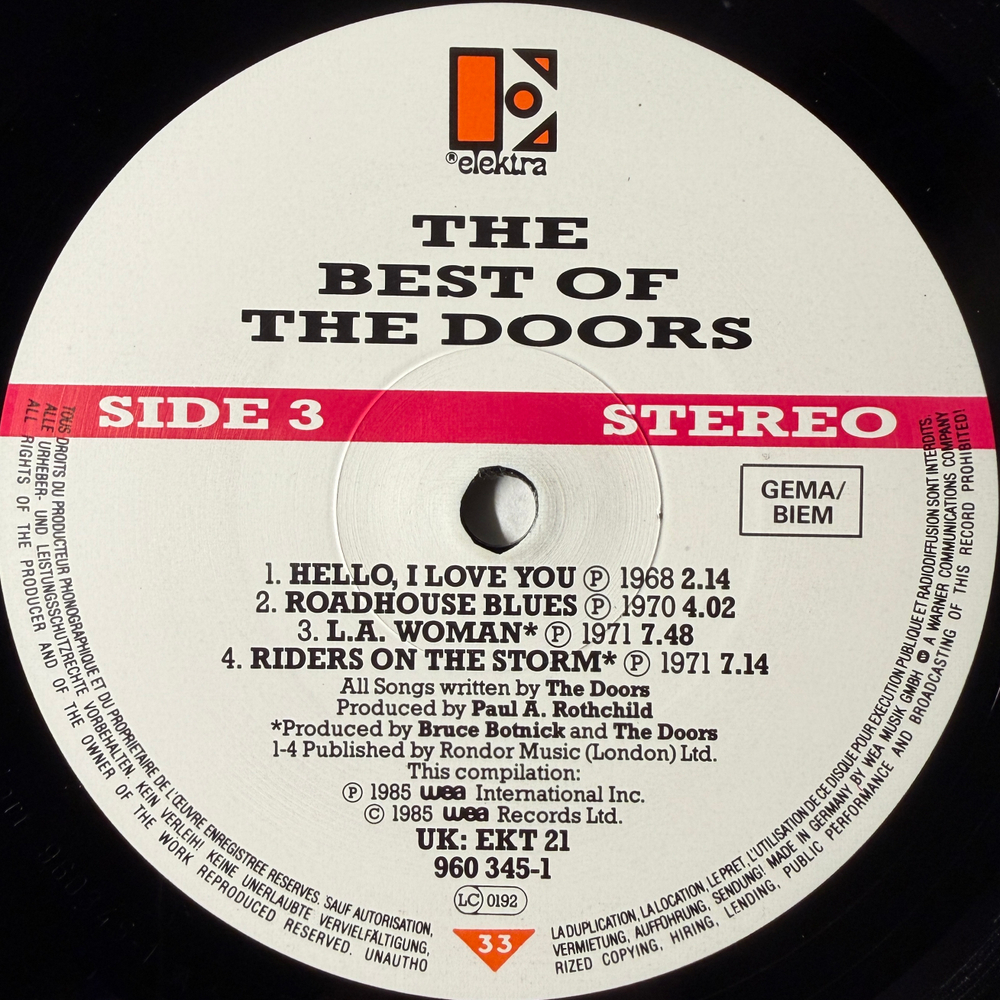 ® elektra
THE
BEST OF
THE DOORS
SIDE 3 STEREO
GEMA/
BIEM
1. HELLO, I LOVE YOU Ⓟ 1968 2.14
2. ROADHOUSE BLUES Ⓟ 1970 4.02
3. L.A. WOMAN* Ⓟ 1971 7.48
4. RIDERS ON THE STORM* Ⓟ 1971 7.14
All Songs written by The Doors
Produced by Paul A. Rothchild
*Produced by Bruce Botnick and The Doors
1-4 Published by Rondor Music (London) Ltd.
This compilation:
Ⓟ 1985 wea International Inc.
© 1985 wea Records Ltd.
UK: EKT 21
960 345-1
LC 0192
33
TOUS DROITS DU PRODUCTEUR PHONOGRAPHIQUE ET DU PROPRIETAIRE DE L'ŒUVRE ENREGISTREE RESERVES. SAUF AUTORISATION,
LA DUPLICATION, LA LOCATION, LE PRET, L'UTILISATION DE CE DISQUE POUR EXECUTION PUBLIQUE ET RADIODIFFUSION SONT INTERDITS.
ALLE URHEBER- UND LEISTUNGSSCHUTZRECHTE VORBEHALTEN. KEIN VERLEIH! KEINE UNERLAUBTE VERVIELFÄLTIGUNG,
VERMIETUNG, AUFFÜHRUNG, SENDUNG! MADE IN GERMANY BY WEA MUSIK GMBH A WARNER COMMUNICATIONS COMPANY
ALL RIGHTS OF THE PRODUCER AND OF THE OWNER OF THE WORK REPRODUCED RESERVED. UNAUTHO
RIZED COPYING, HIRING, LENDING, PUBLIC PERFORMANCE AND BROADCASTING OF THIS RECORD PROHIBITED!